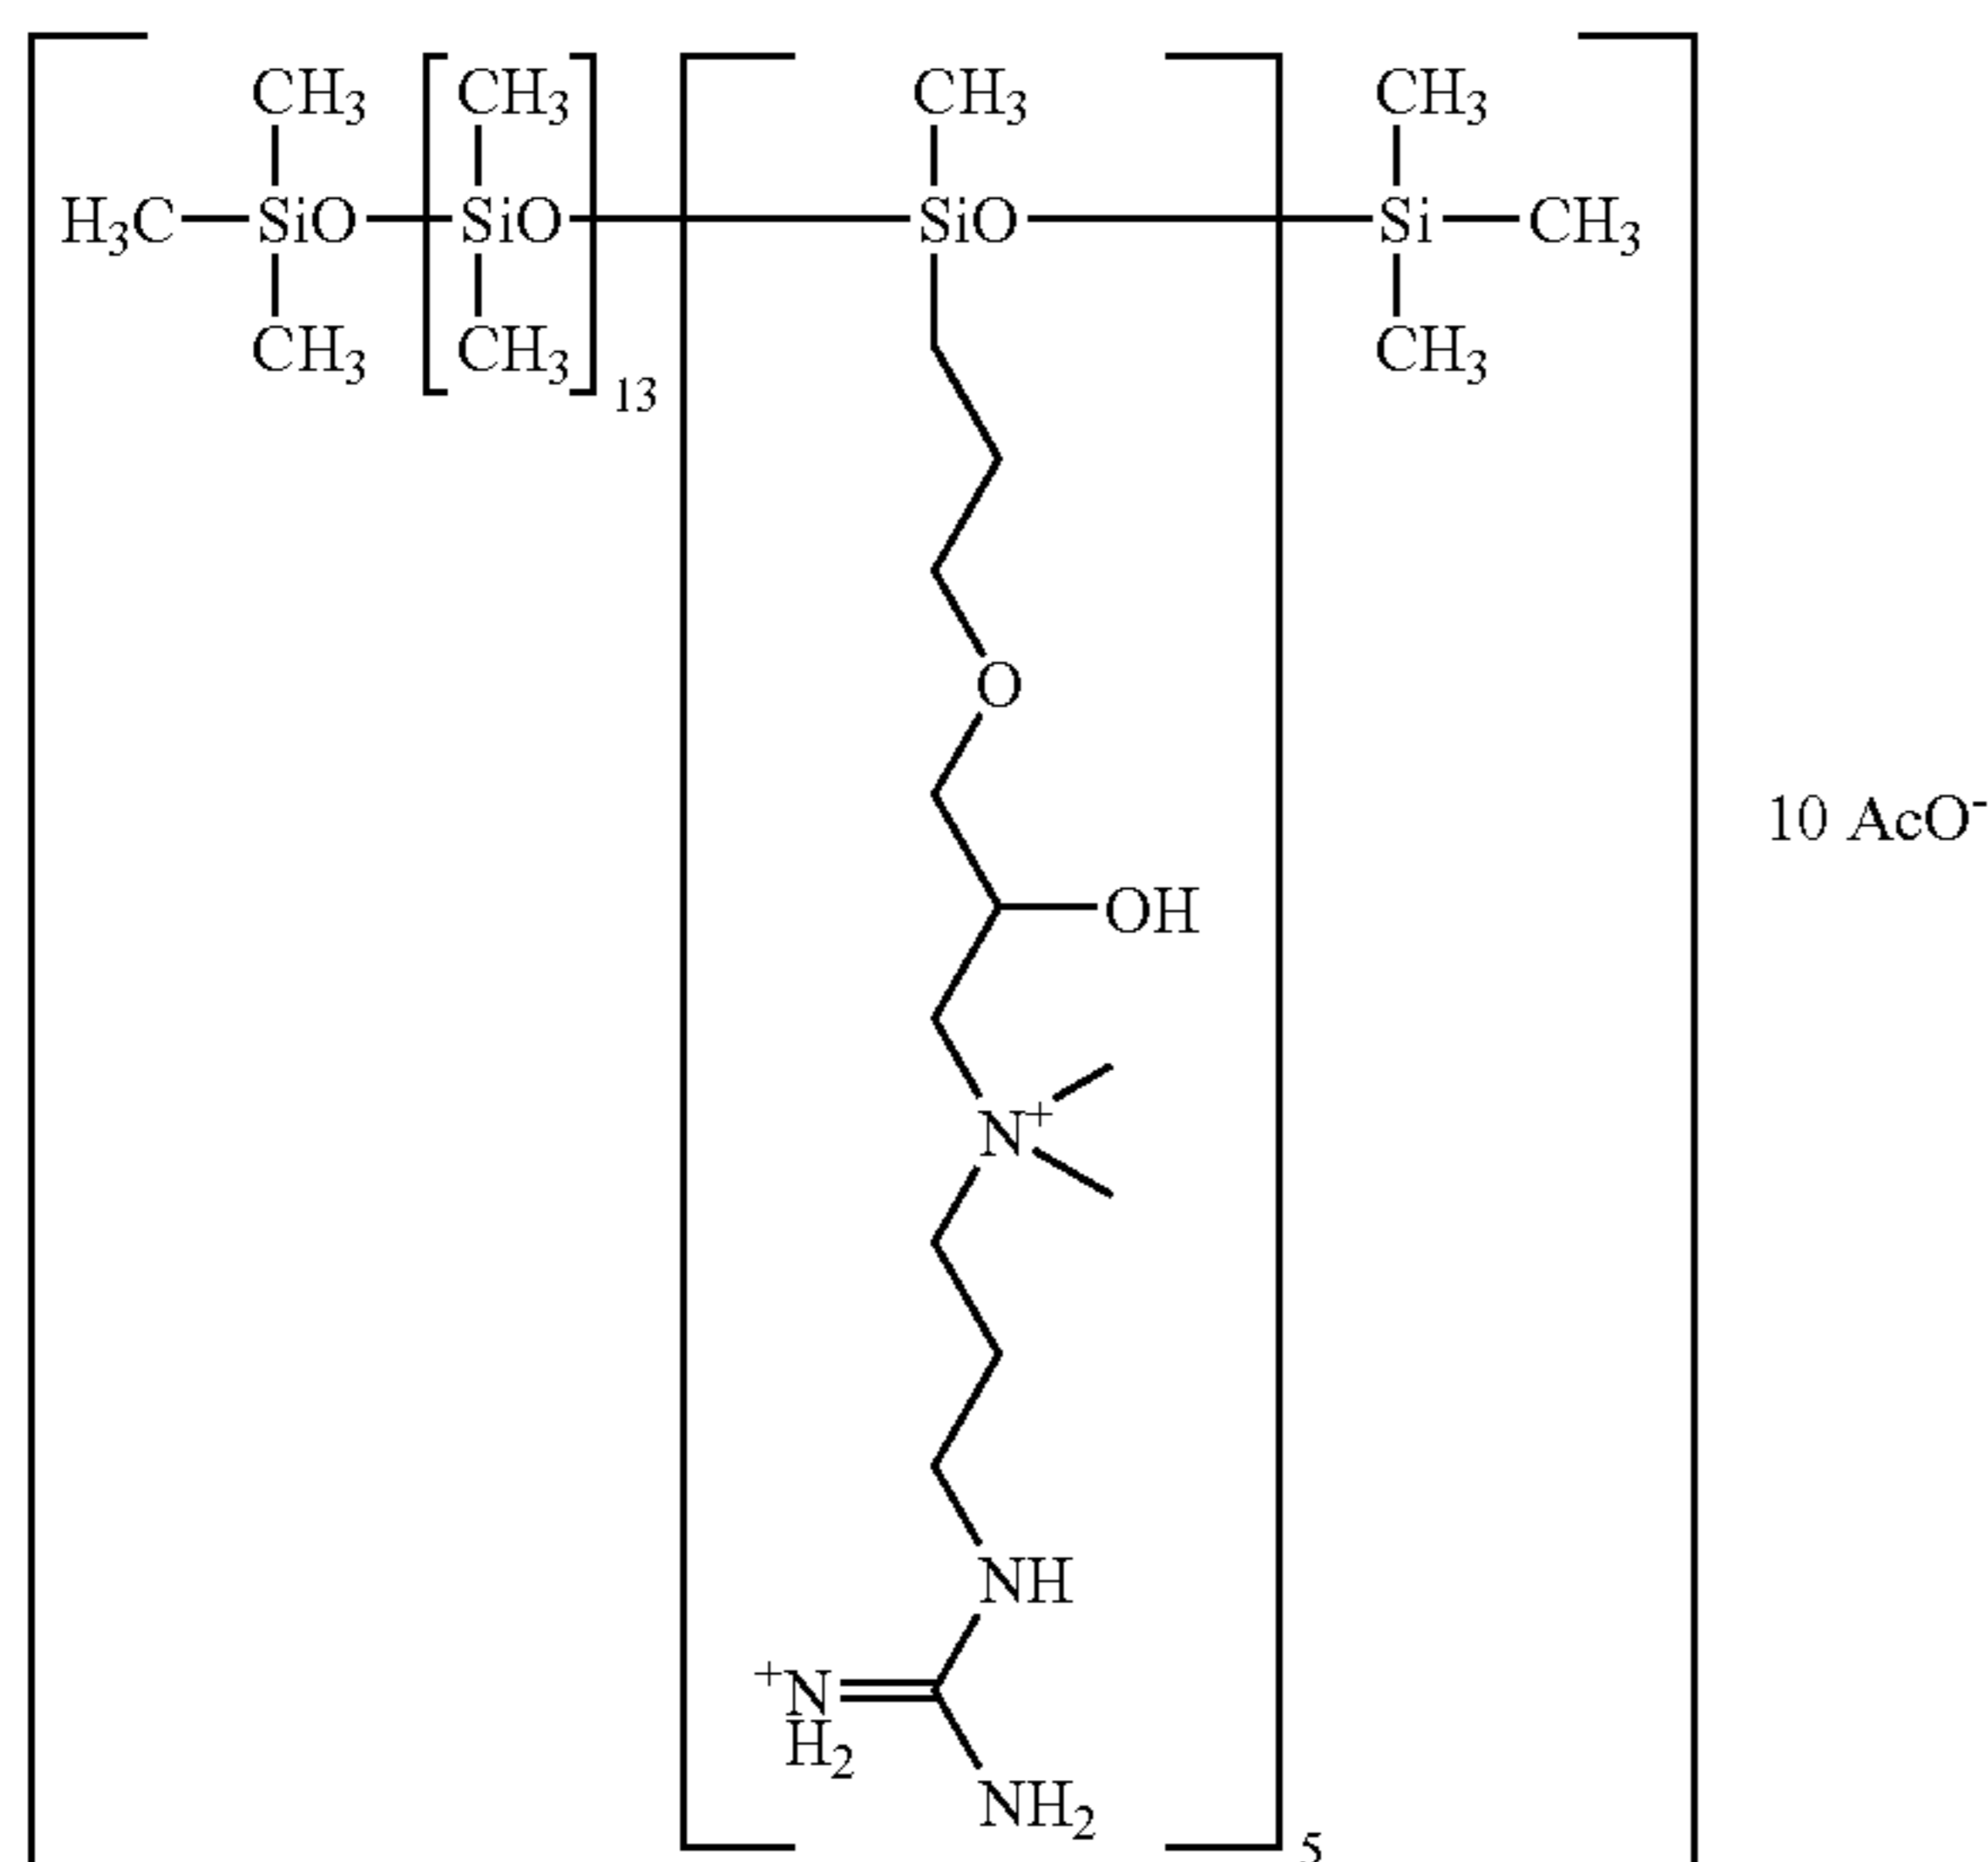 CH₃ CH₃ CH₃ CH₃
H₃C SiO SiO SiO Si CH₃
CH₃ CH₃ CH₃
13
O
10 AcO⁻
OH
N⁺
NH
⁺N
H₂
NH₂
5